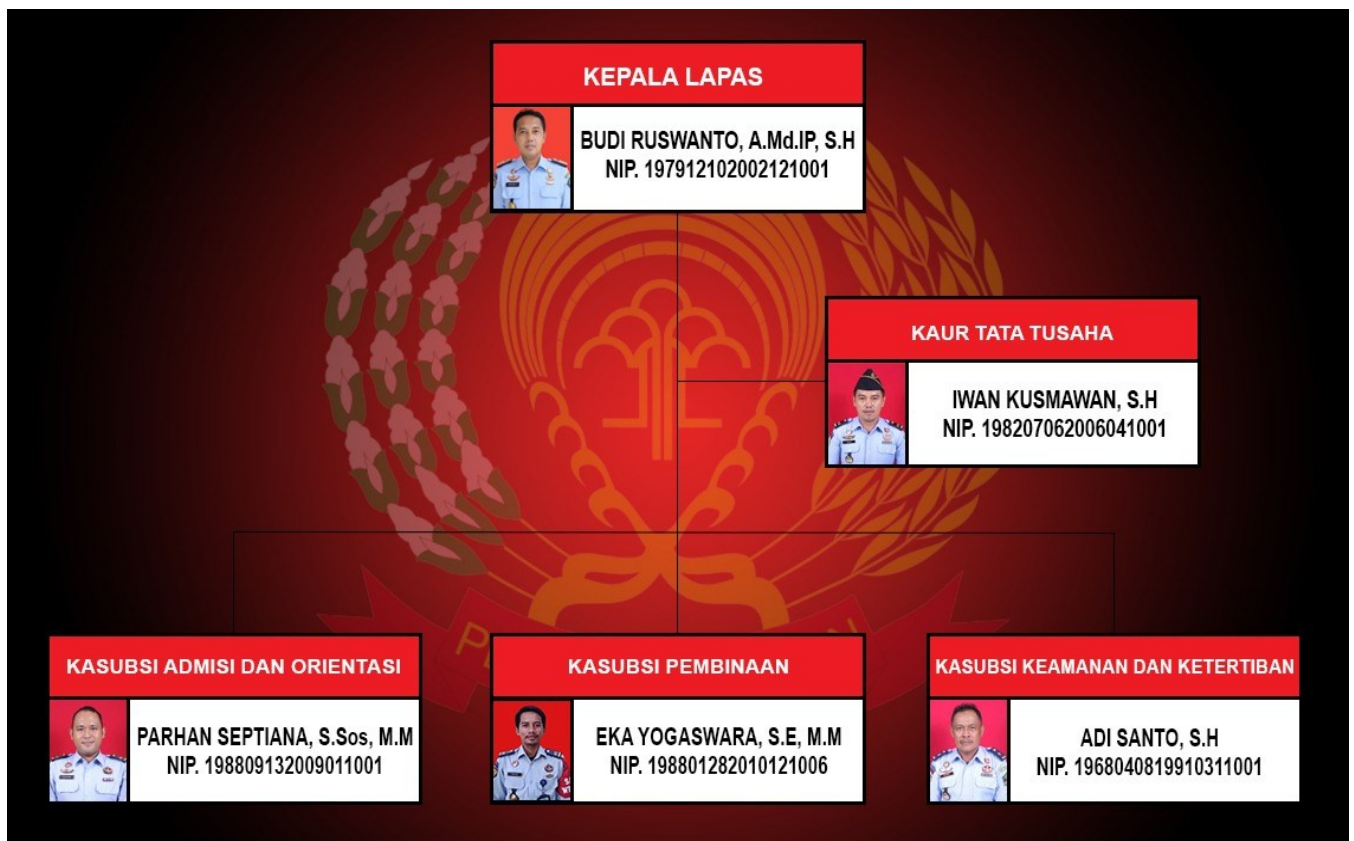 KEPALA LAPAS
BUDI RUSWANTO, A.Md.IP, S.H
NIP. 197912102002121001
KAUR TATA TUSAHA
IWAN KUSMAWAN, S.H
NIP. 198207062006041001
KASUBSI ADMISI DAN ORIENTASI
PARHAN SEPTIANA, S.Sos, M.M
NIP. 198809132009011001
KASUBSI PEMBINAAN
EKA YOGASWARA, S.E, M.M
NIP. 198801282010121006
KASUBSI KEAMANAN DAN KETERTIBAN
ADI SANTO, S.H
NIP. 1968040819910311001